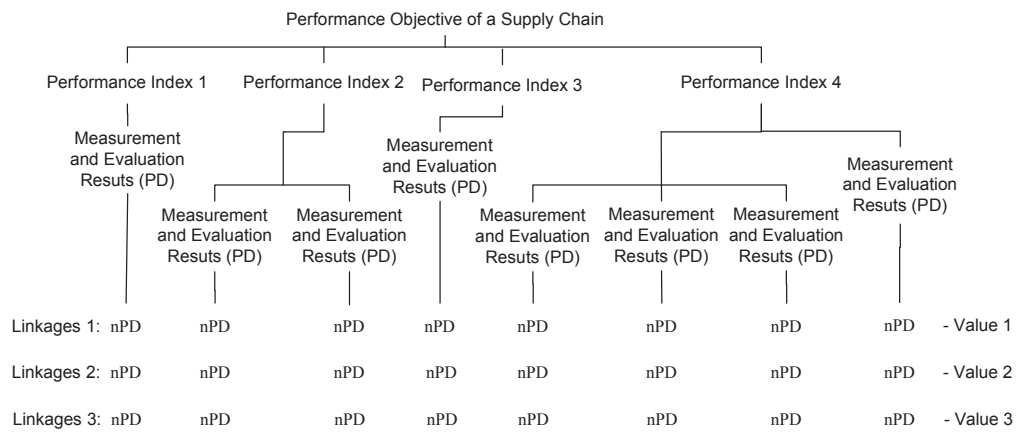 Performance Objective of a Supply Chain
Performance Index 1
Performance Index 2
Performance Index 3
Performance Index 4
Measurement
and Evaluation
Resuts (PD)
Measurement
and Evaluation
Resuts (PD)
Measurement
and Evaluation
Resuts (PD)
Measurement
and Evaluation
Resuts (PD)
Measurement
and Evaluation
Resuts (PD)
Measurement
and Evaluation
Resuts (PD)
Measurement
and Evaluation
Resuts (PD)
Measurement
and Evaluation
Resuts (PD)
Linkages 1: nPD nPD nPD nPD nPD nPD nPD nPD - Value 1
Linkages 2: nPD nPD nPD nPD nPD nPD nPD nPD - Value 2
Linkages 3: nPD nPD nPD nPD nPD nPD nPD nPD - Value 3